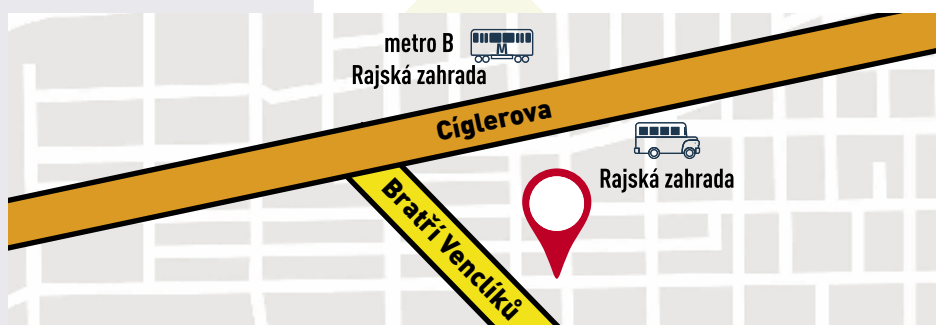 metro B
M
Rajská zahrada
Cíglerova
Rajská zahrada
Bratří Venclíků